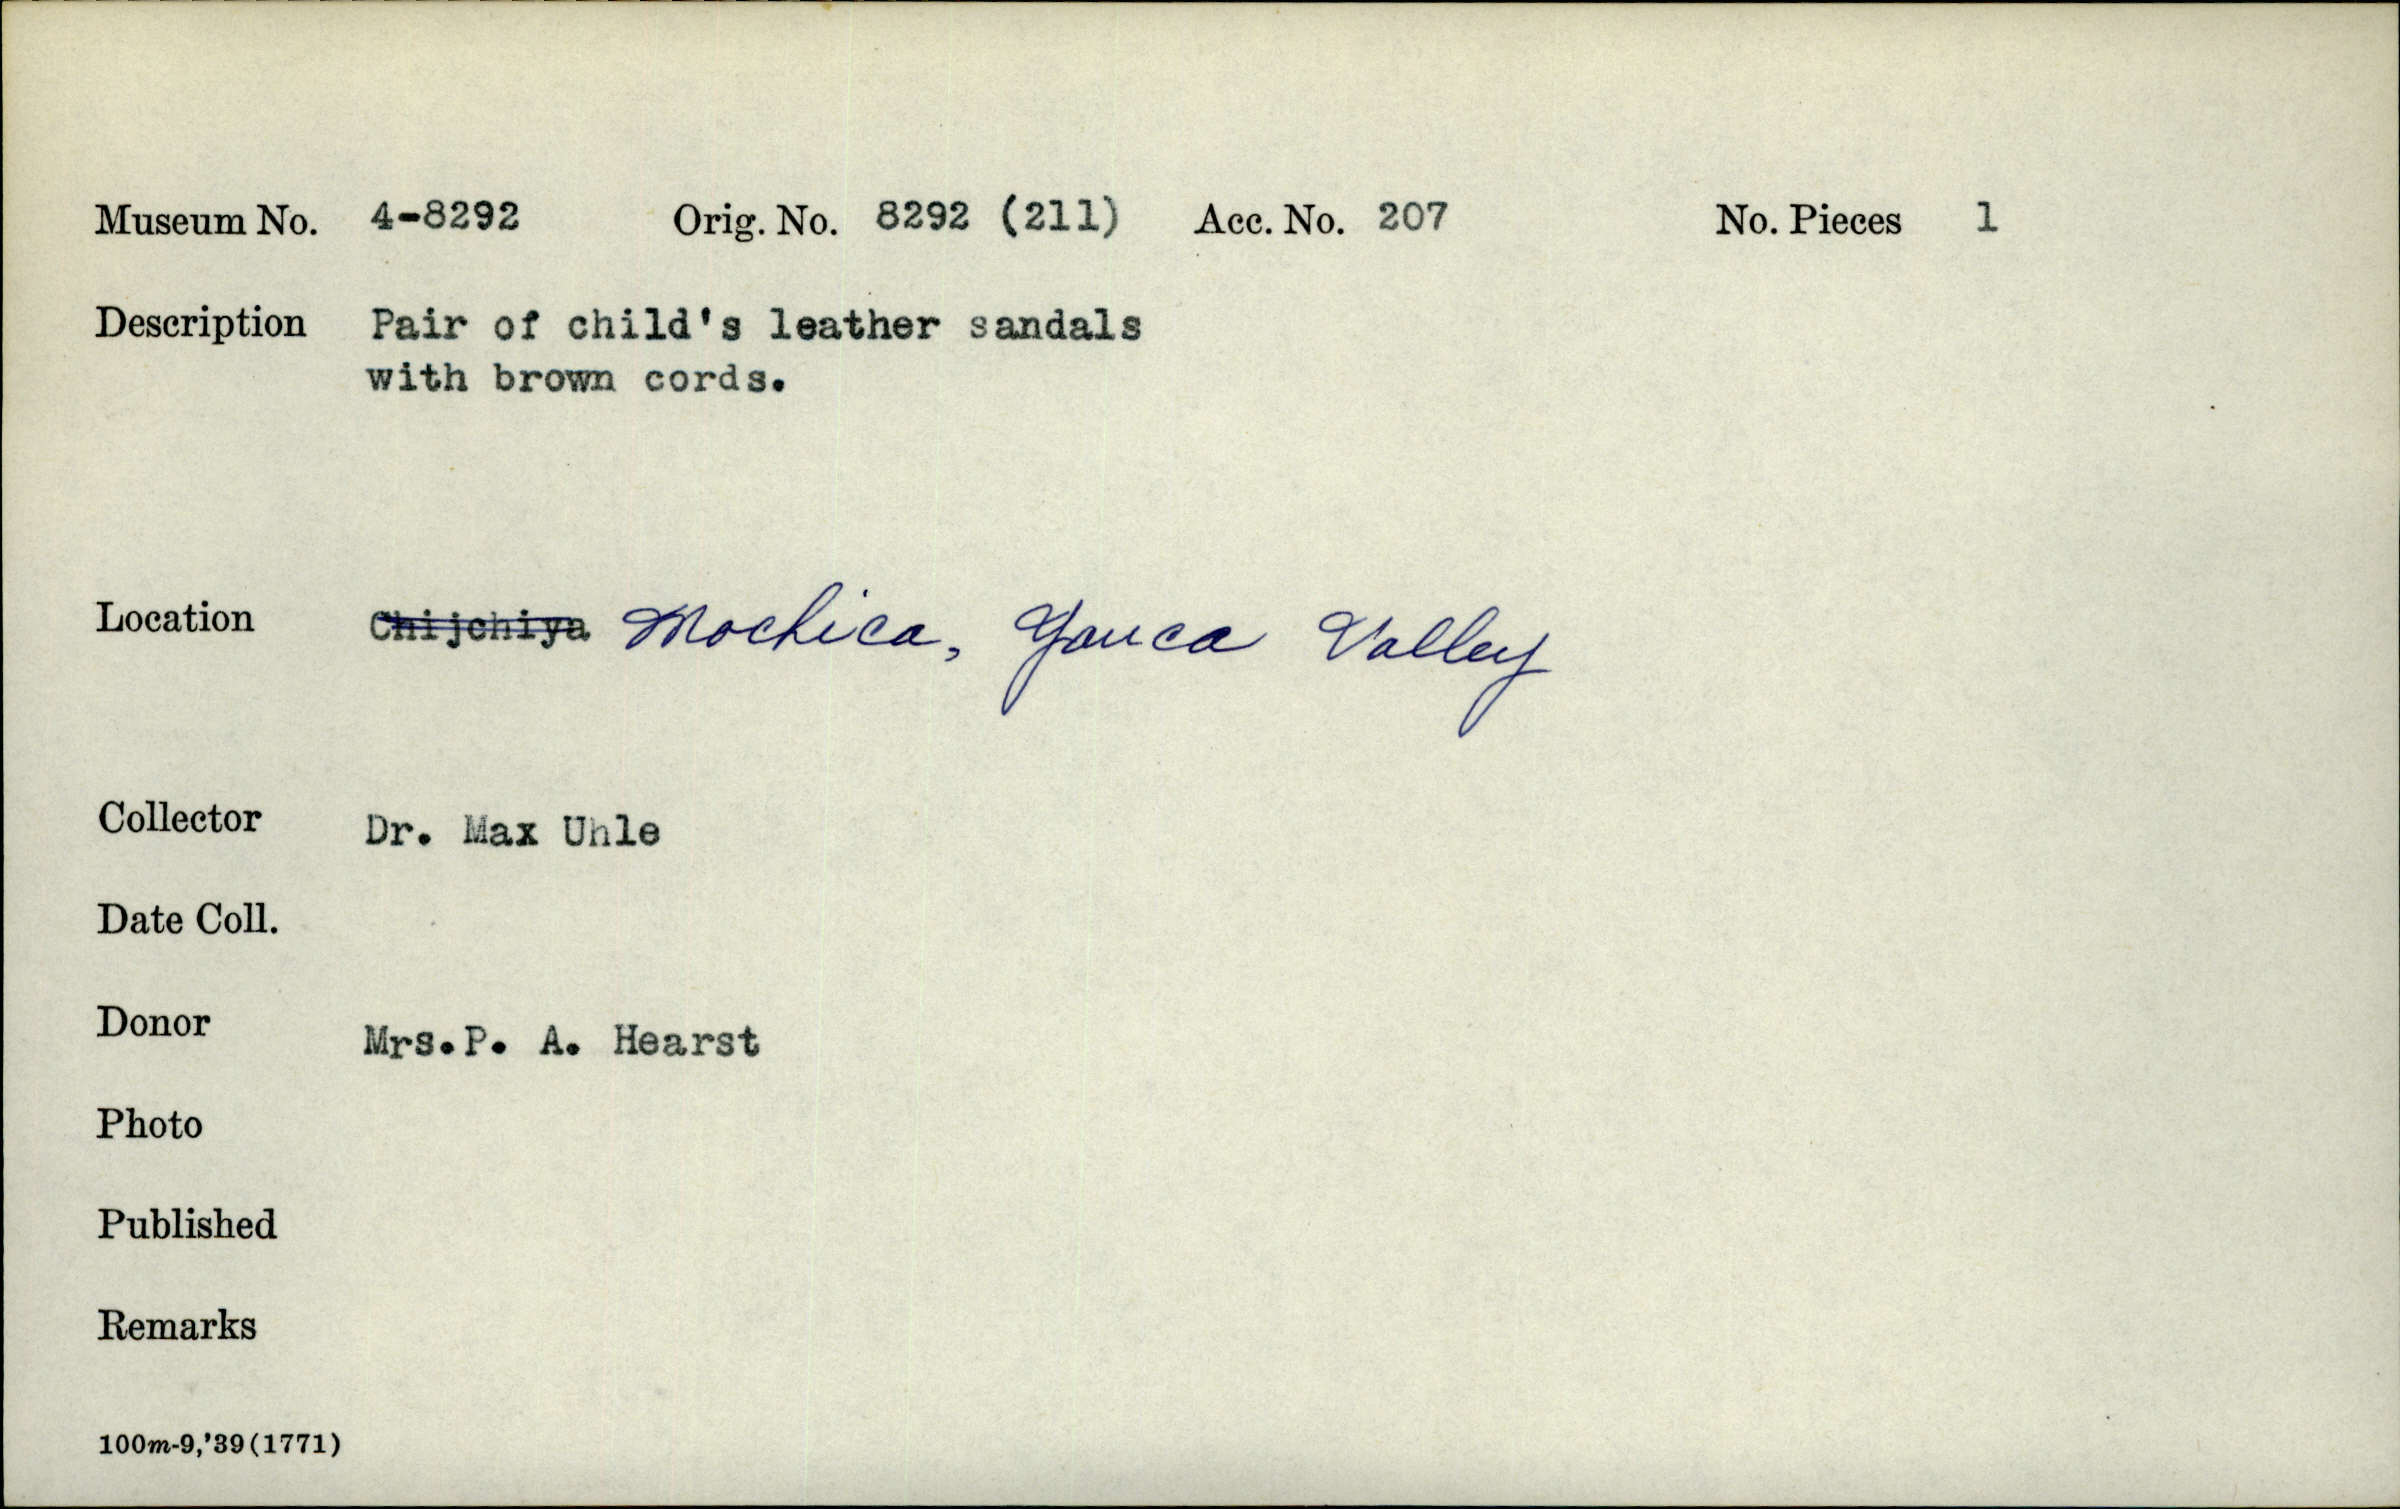 Museum No. 4-8292 Orig. No. 8292 (211) Acc. No. 207 No. Pieces 1
Description Pair of child's leather sandals
with brown cords.
Location Chijchiya Mochica, Yauca Valley
Collector Dr. Max Uhle
Date Coll.
Donor Mrs.P. A. Hearst
Photo
Published
Remarks
100m-9,'39(1771)